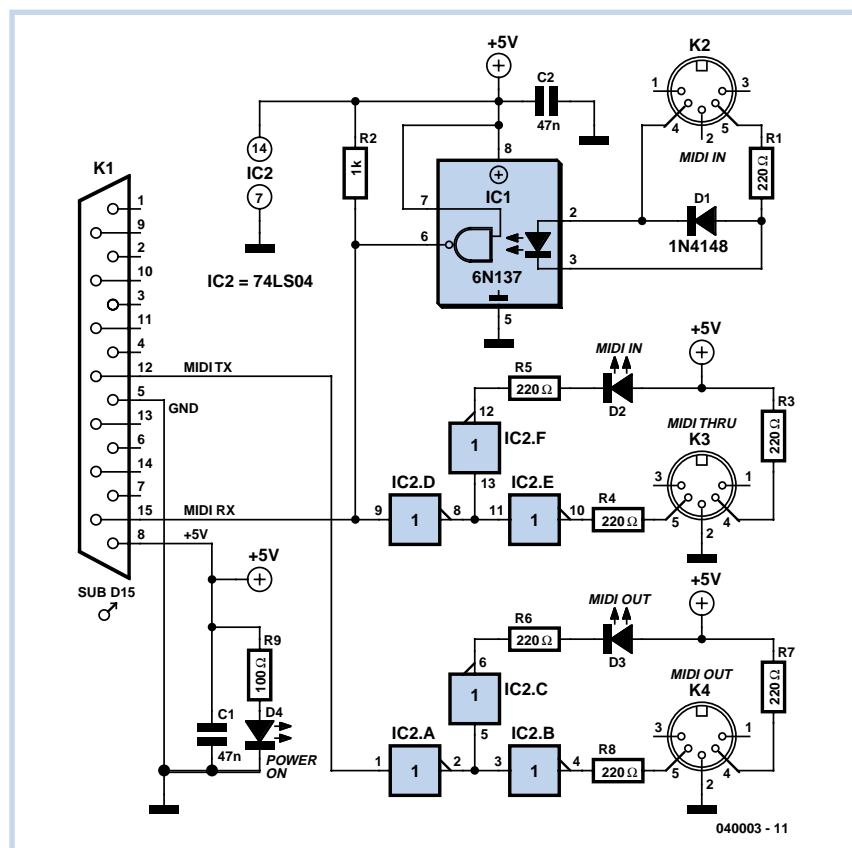 K1
1
9
2
10
3
11
4
12
5
13
6
14
7
15
8
MIDI TX
GND
MIDI RX
+5V
SUB D15
+5V
R9
100Ω
D4
POWER
ON
C1
47n
14
IC2
7
IC2 = 74LS04
R2
1k
+5V
C2
47n
8
IC1
7
6
2
3
6N137
5
K2
1
3
4
5
2
MIDI IN
R1
220Ω
D1
1N4148
+5V
MIDI IN
D2
R5
220Ω
12
1
IC2.F
13
IC2.D
9
1
8
IC2.E
11
1
10
R4
220Ω
MIDI THRU
K3
3
1
5
4
2
R3
220Ω
+5V
MIDI OUT
D3
R6
220Ω
6
1
IC2.C
5
IC2.A
1
1
2
IC2.B
3
1
4
R8
220Ω
MIDI OUT
K4
3
1
5
4
2
R7
220Ω
040003 - 11